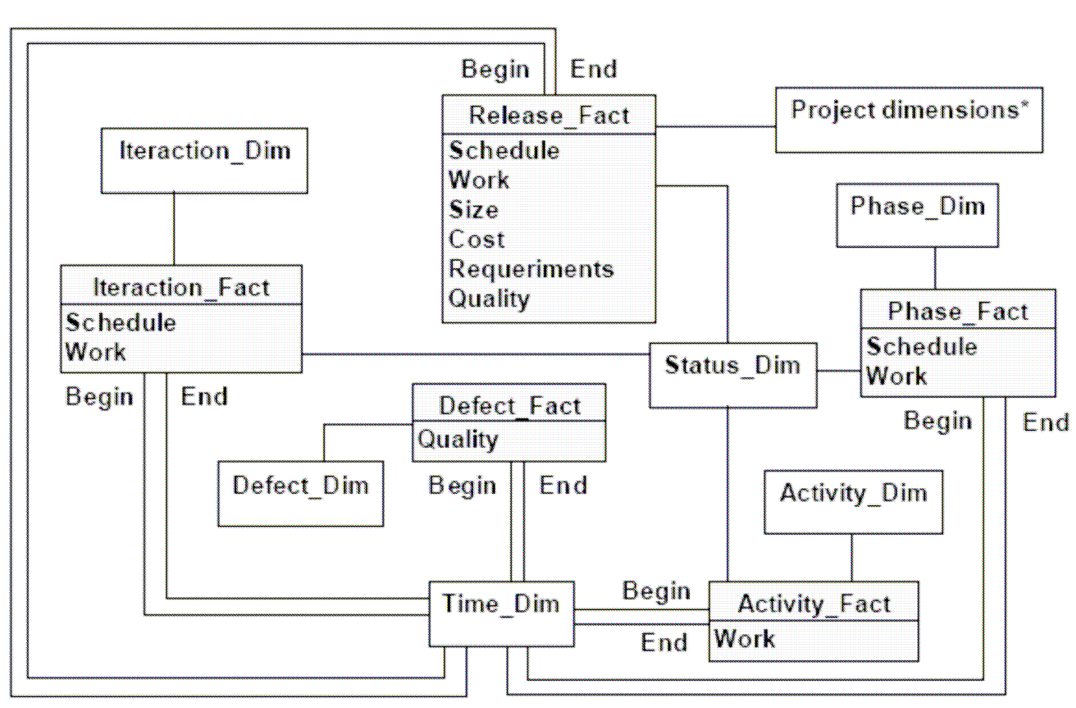 Begin End
Release_Fact
Schedule
Work
Size
Cost
Requeriments
Quality
Project dimensions*
Iteraction_Dim
Phase_Dim
Iteraction_Fact
Schedule
Work
Begin End
Phase_Fact
Schedule
Work
Begin End
Status_Dim
Defect_Fact
Quality
Begin End
Defect_Dim
Activity_Dim
Time_Dim
Begin
End
Activity_Fact
Work